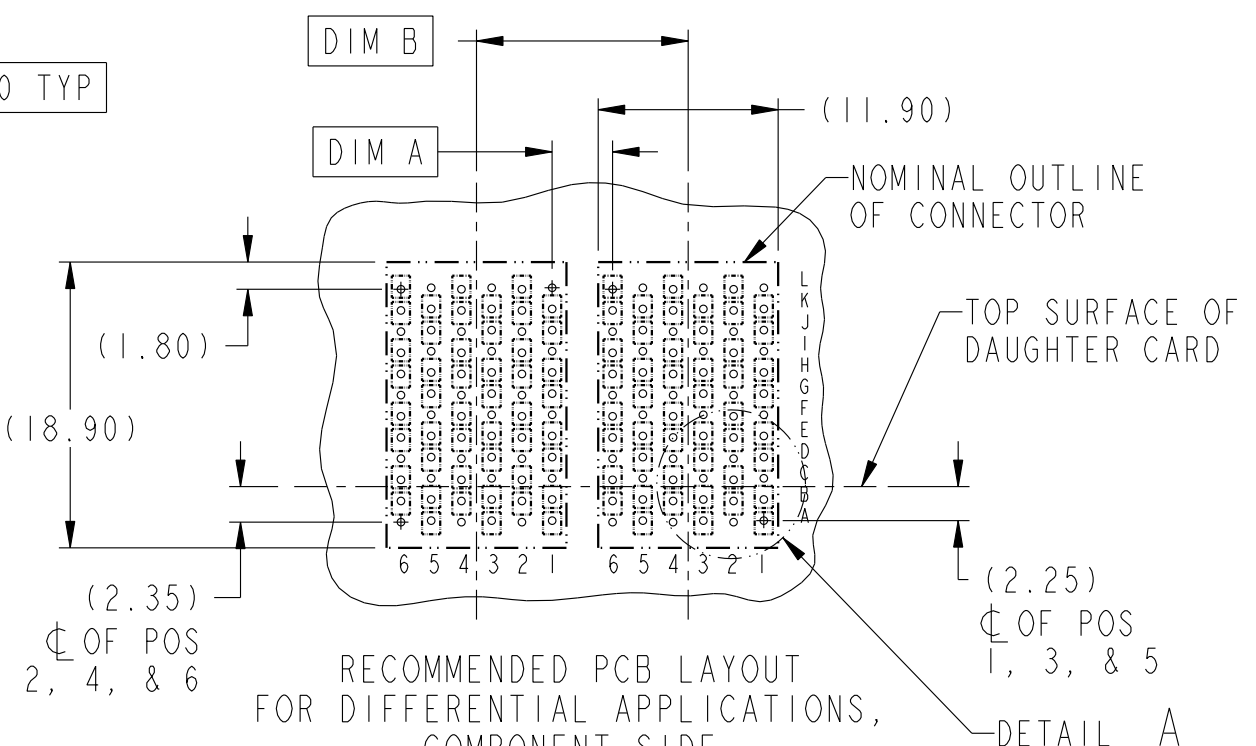 DIM B
0 TYP
(11.90)
DIM A
NOMINAL OUTLINE
OF CONNECTOR
L
K
J
I
H
G
F
E
D
C
B
A
TOP SURFACE OF
DAUGHTER CARD
(1.80)
(18.90)
6 5 4 3 2 1
6 5 4 3 2 1
(2.35)
℄ OF POS
2, 4, & 6
(2.25)
℄ OF POS
1, 3, & 5
RECOMMENDED PCB LAYOUT
FOR DIFFERENTIAL APPLICATIONS,
COMPONENT SIDE
DETAIL A